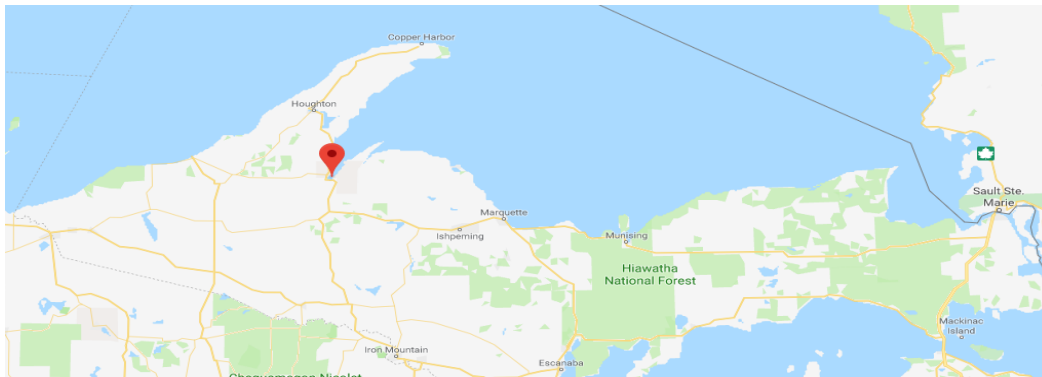 Copper Harbor
Houghton
Sault Ste.
Marie
Marquette
Ishpeming
Munising
Hiawatha
National Forest
Mackinac
Island
Iron Mountain
Escanaba